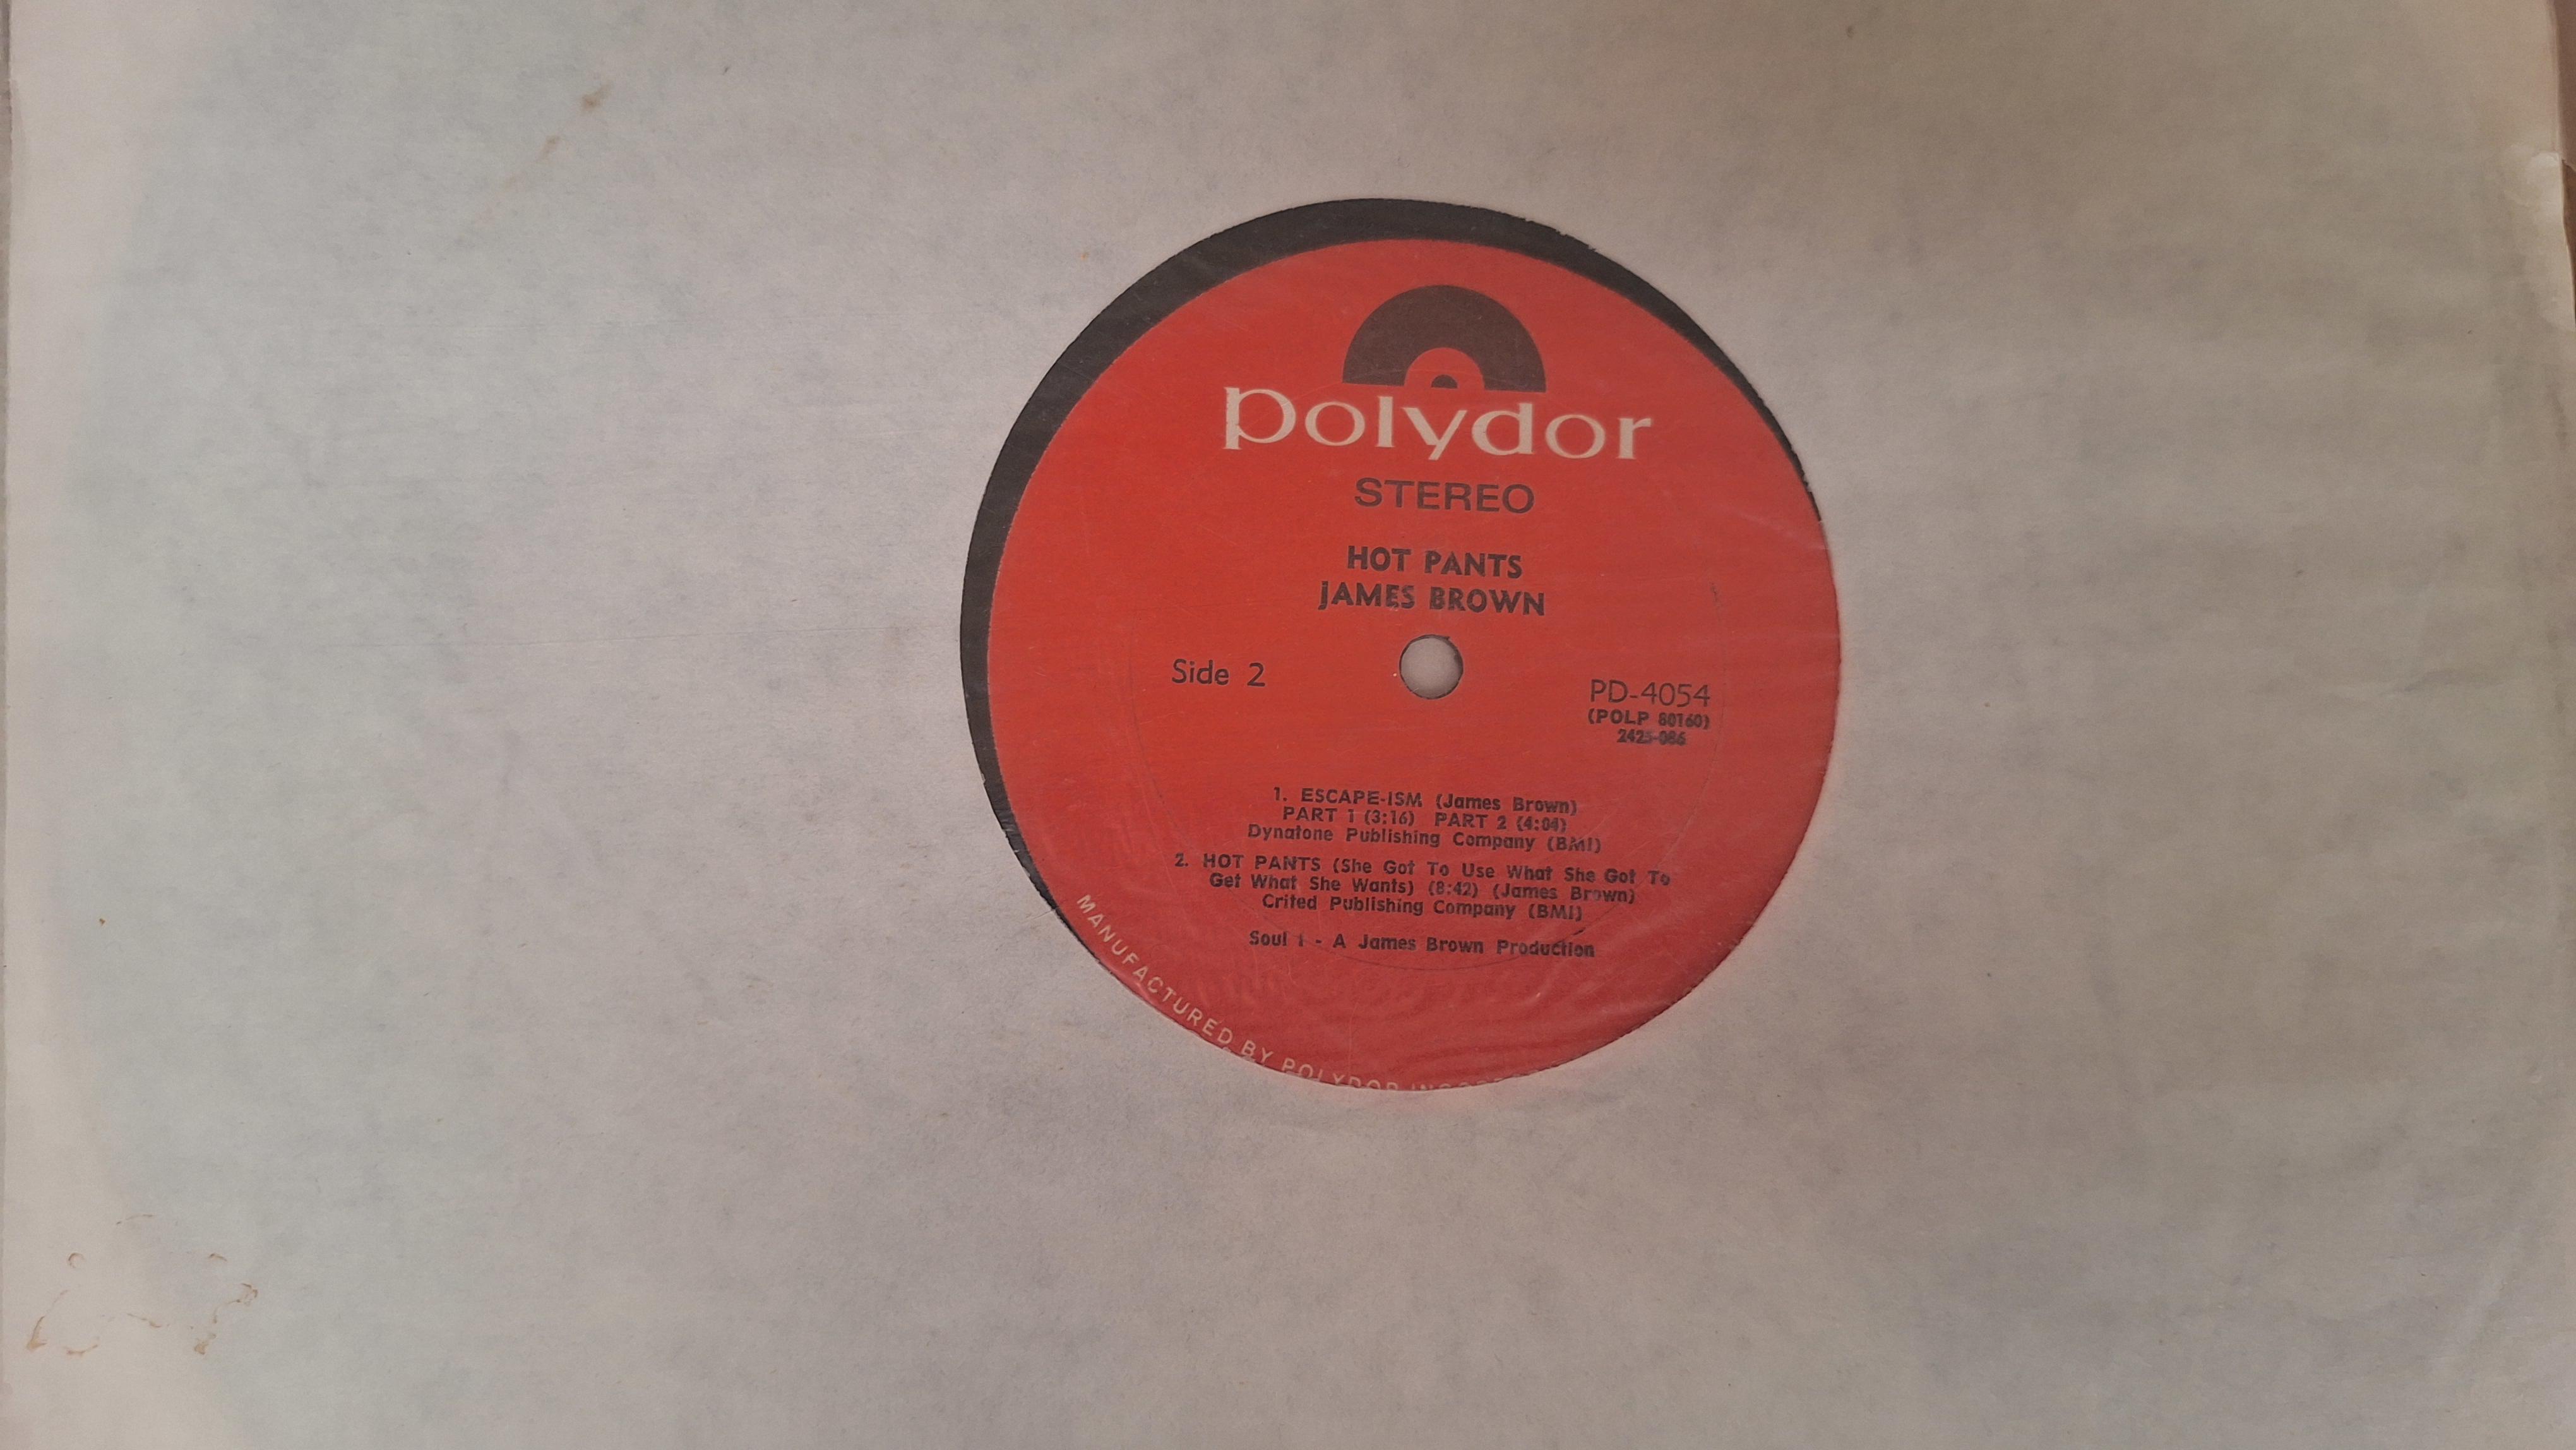 polydor
STEREO
HOT PANTS
JAMES BROWN
Side 2
PD-4054
(POLP 80160)
2425-086
1. ESCAPE-ISM (James Brown)
PART 1 (3:16) PART 2 (4:04)
Dynatone Publishing Company (BMI)
2. HOT PANTS (She Got To Use What She Got To
Get What She Wants) (8:42) (James Brown)
Crited Publishing Company (BMI)
Soul 1 - A James Brown Production
MANUFACTURED BY POLYDOR